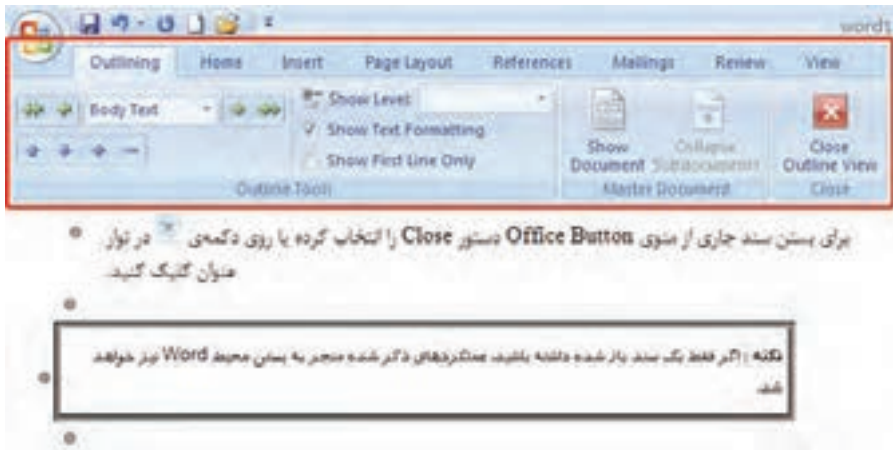 words
Outlining Home Insert Page Layout References Mailings Review View
Body Text
Show Level:
Show Text Formatting
Show First Line Only
Show Document
Collapse Subdocuments
Close Outline View
Outline Tools
Master Document
Close
برای بستن سند جاری از منوی Office Button دستور Close را انتخاب کرده یا روی دکمه‌ی در نوار
عنوان کلیک کنید.
نکته : اگر فقط یک سند باز شده داشته باشید، عملکردهای ذکر شده منجر به بستن محیط Word نیز خواهد
شد.